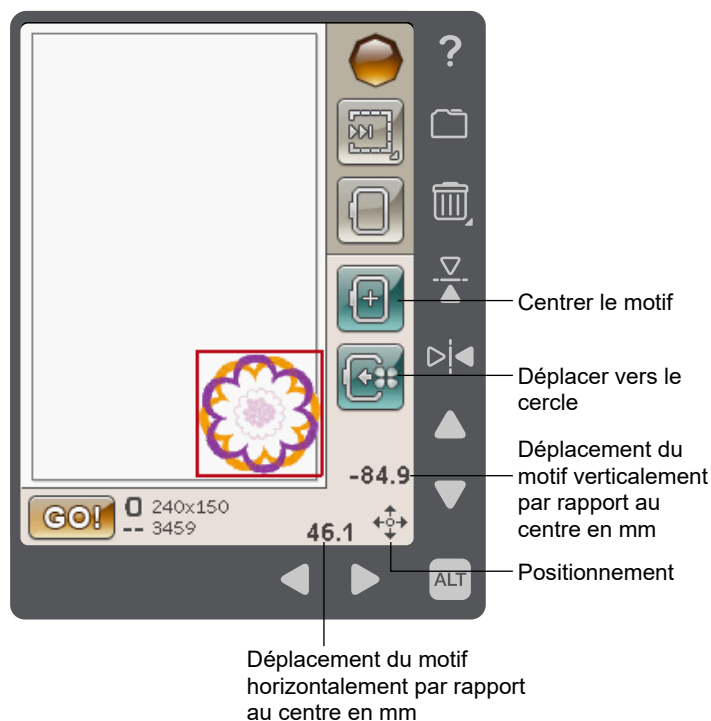 ?
Centrer le motif
Déplacer vers le
cercle
Déplacement du
motif verticalement
par rapport au
centre en mm
-84.9
GO!
240x150
-- 3459
46.1
Positionnement
ALT
Déplacement du motif
horizontalement par rapport
au centre en mm